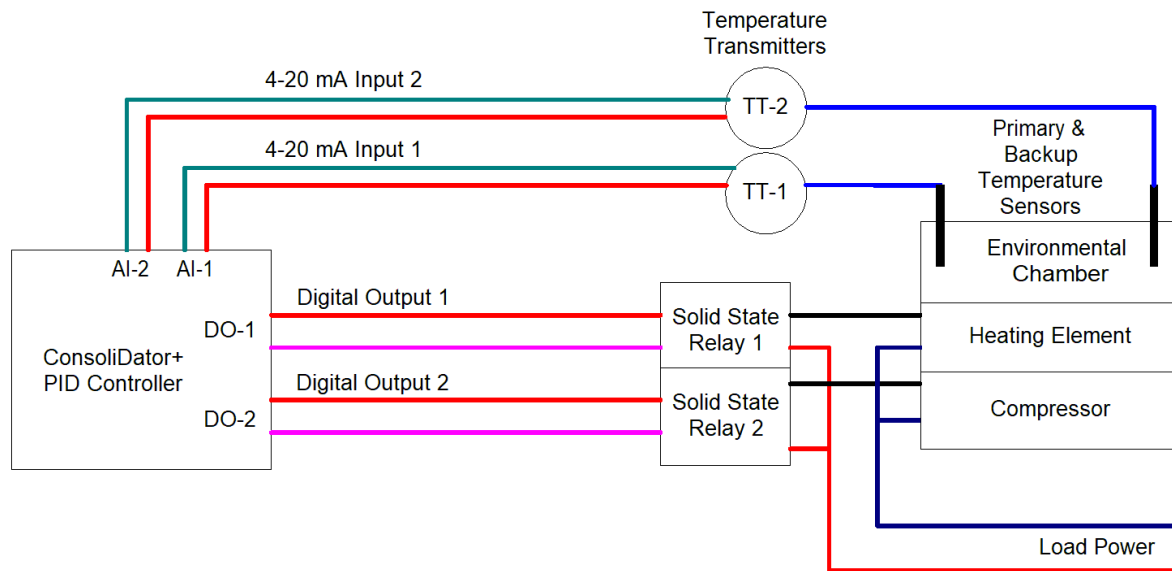 Temperature
Transmitters
4-20 mA Input 2
TT-2
Primary &
Backup
Temperature
Sensors
4-20 mA Input 1
TT-1
AI-2
AI-1
Environmental
Chamber
Digital Output 1
DO-1
Solid State
Relay 1
Heating Element
ConsoliDator+
PID Controller
Digital Output 2
DO-2
Solid State
Relay 2
Compressor
Load Power